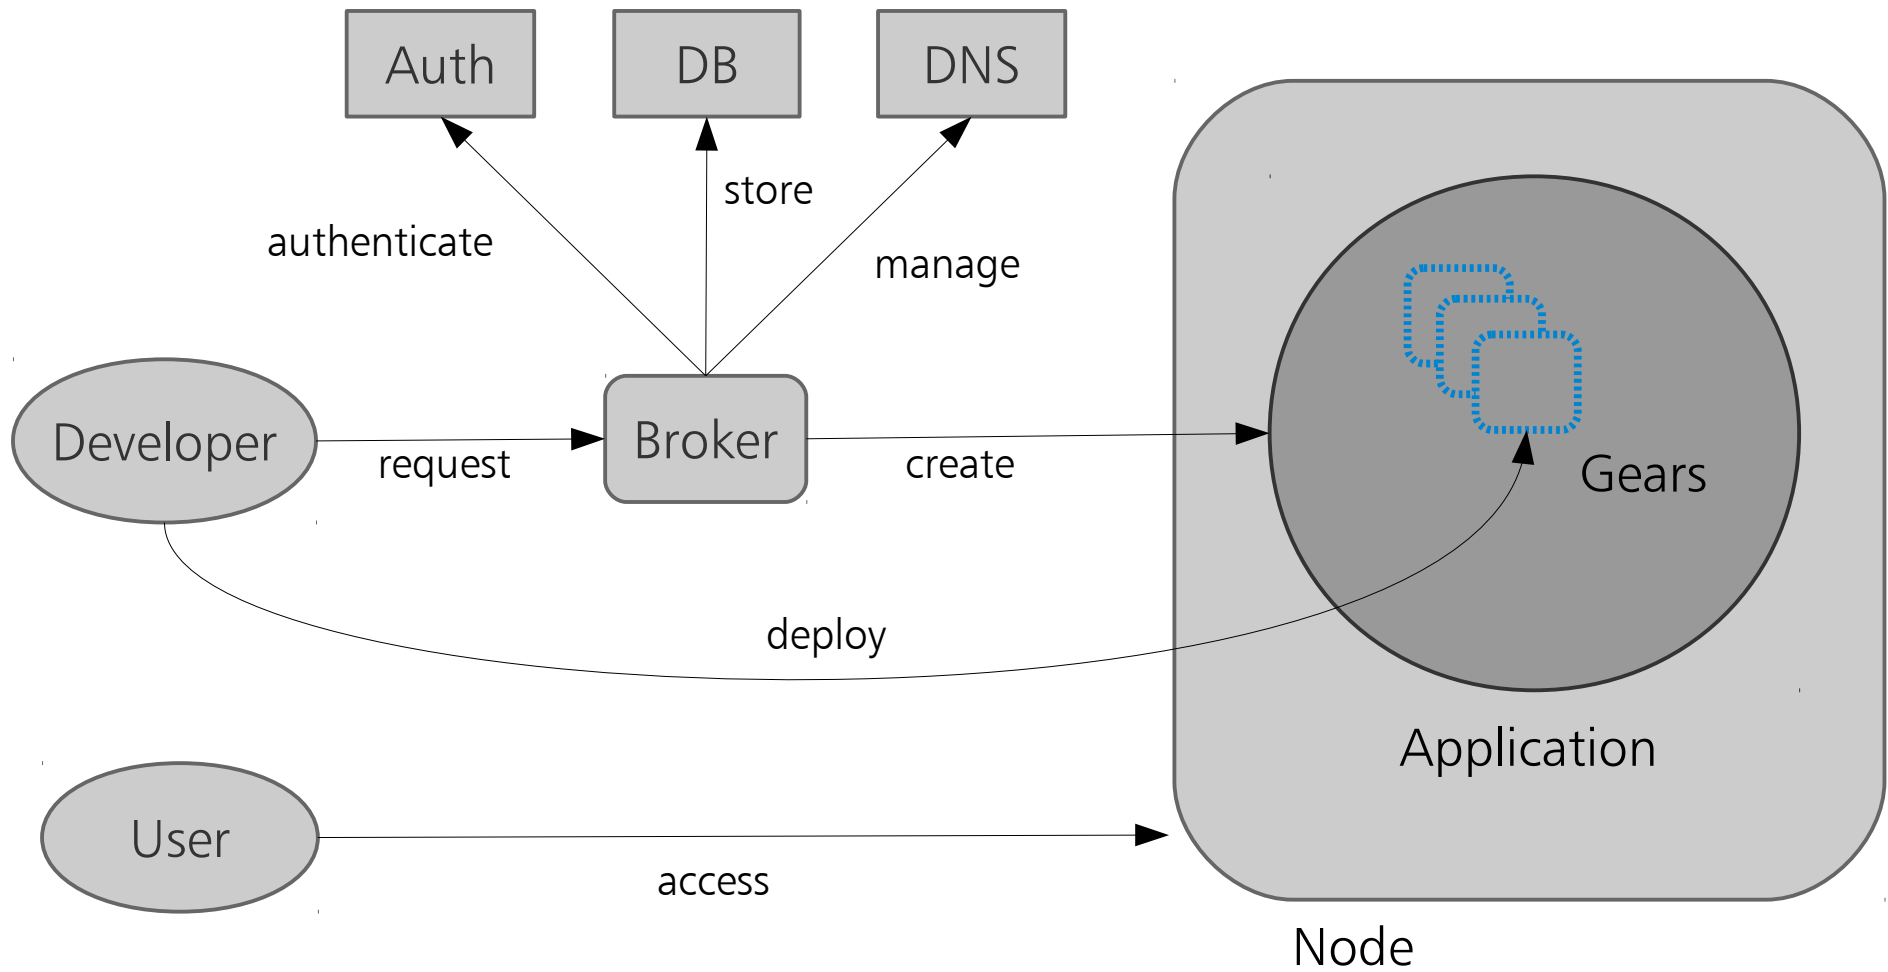 Auth
DB
DNS
store
authenticate
manage
Developer
request
Broker
create
Gears
deploy
Application
User
access
Node